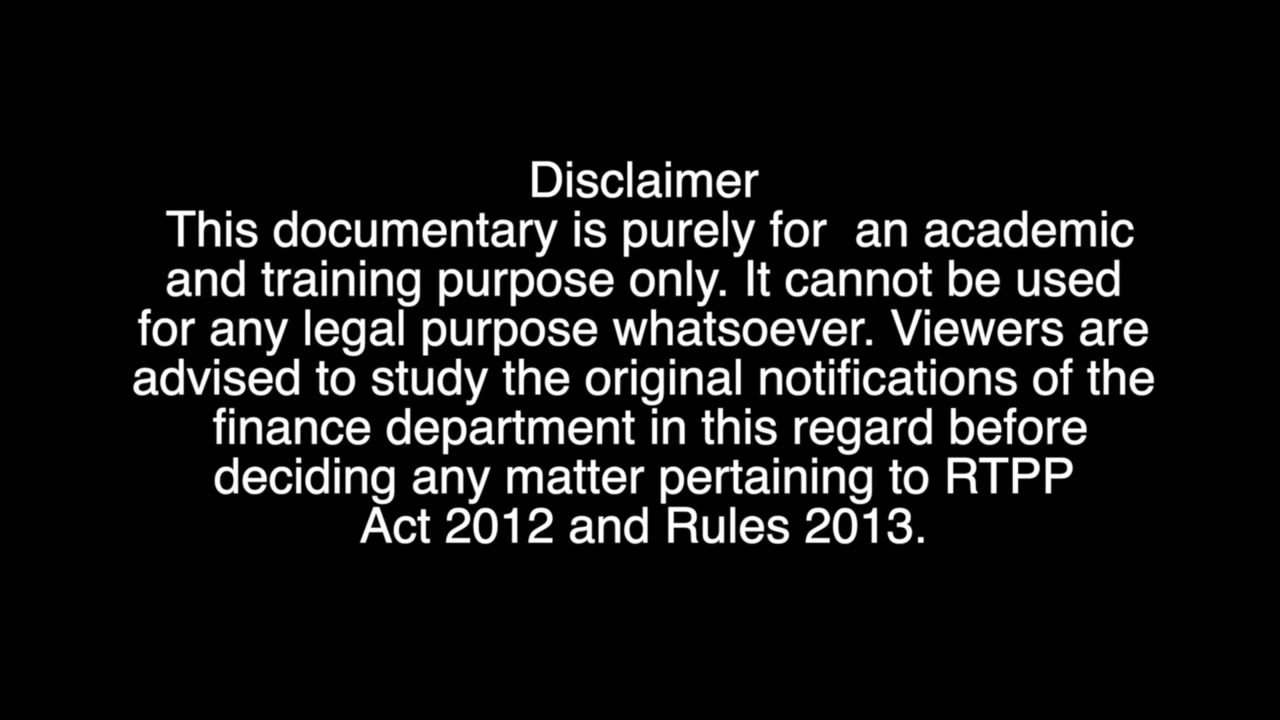 Disclaimer
This documentary is purely for  an academic
and training purpose only. It cannot be used
for any legal purpose whatsoever. Viewers are
advised to study the original notifications of the
finance department in this regard before
deciding any matter pertaining to RTPP
Act 2012 and Rules 2013.